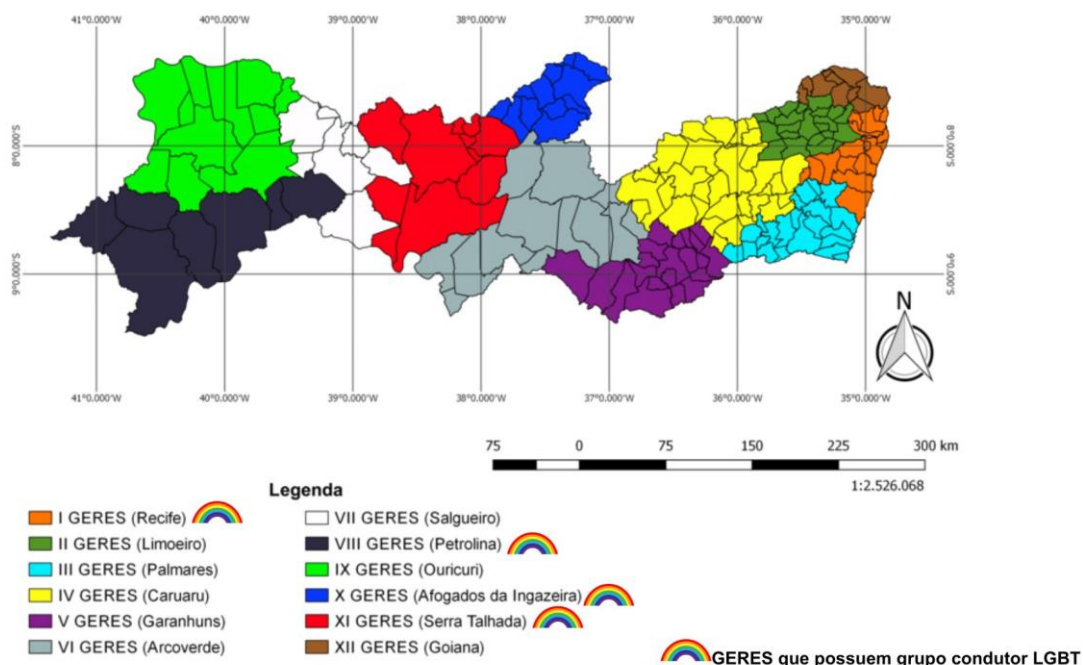 41°0.000'W 40°0.000'W 39°0.000'W 38°0.000'W 37°0.000'W 36°0.000'W 35°0.000'W
8°0.000'S 8°0.000'S
9°0.000'S 9°0.000'S
N
41°0.000'W 40°0.000'W 39°0.000'W 38°0.000'W 37°0.000'W 36°0.000'W 35°0.000'W
75 0 75 150 225 300 km
1:2.526.068
Legenda
I GERES (Recife)
II GERES (Limoeiro)
III GERES (Palmares)
IV GERES (Caruaru)
V GERES (Garanhuns)
VI GERES (Arcoverde)
VII GERES (Salgueiro)
VIII GERES (Petrolina)
IX GERES (Ouricuri)
X GERES (Afogados da Ingazeira)
XI GERES (Serra Talhada)
XII GERES (Goiana)
GERES que possuem grupo condutor LGBT